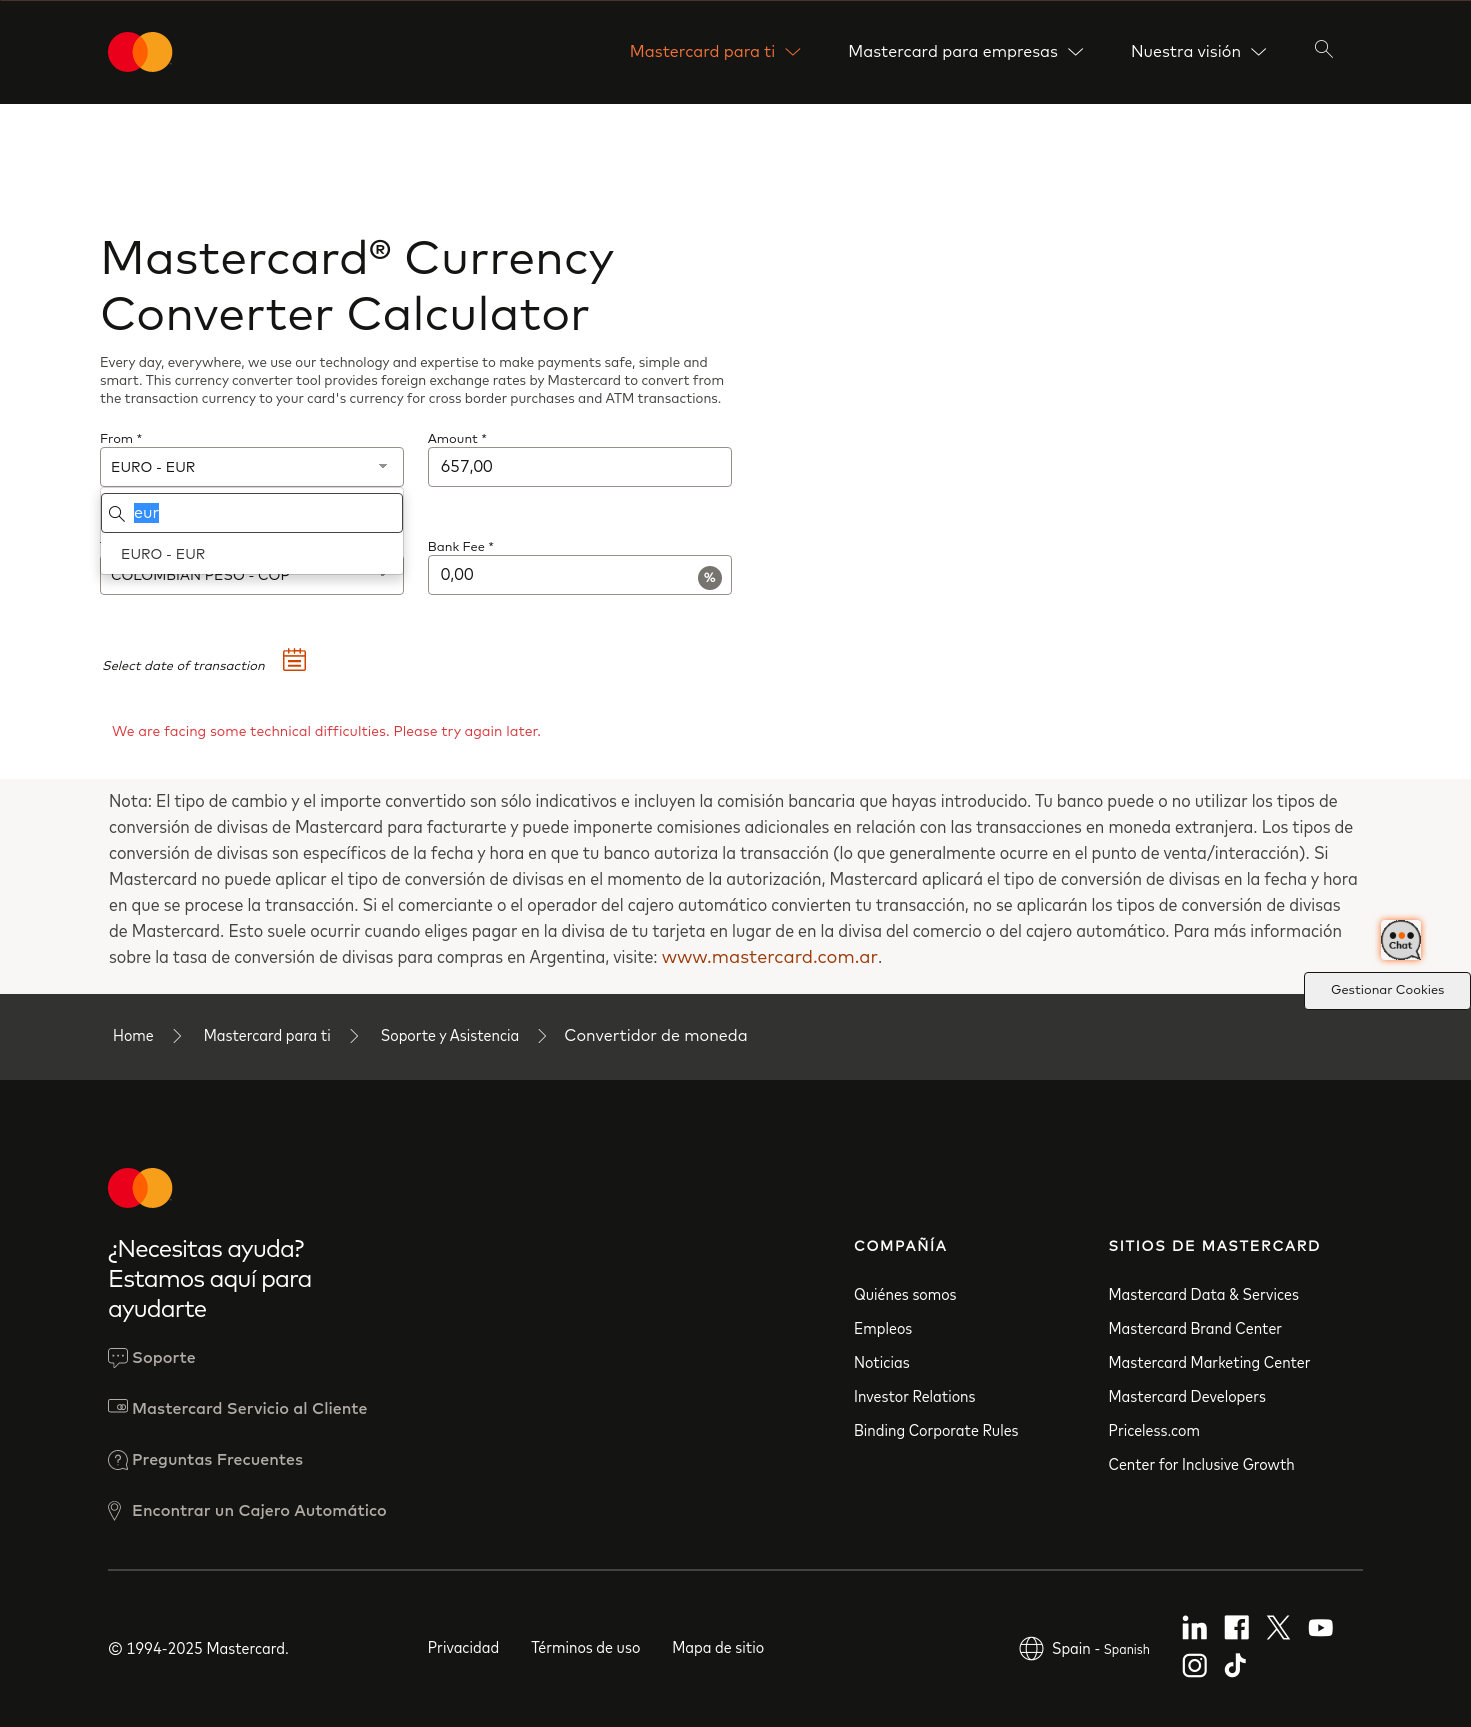 Mastercard para ti
Mastercard para empresas
Nuestra visión
Mastercard® Currency
Converter Calculator
Every day, everywhere, we use our technology and expertise to make payments safe, simple and
smart. This currency converter tool provides foreign exchange rates by Mastercard to convert from
the transaction currency to your card's currency for cross border purchases and ATM transactions.
From *
Amount *
EURO - EUR
657,00
eur
EURO - EUR
Bank Fee *
COLOMBIAN PESO - COP
0,00
%
Select date of transaction
We are facing some technical difficulties. Please try again later.
Nota: El tipo de cambio y el importe convertido son sólo indicativos e incluyen la comisión bancaria que hayas introducido. Tu banco puede o no utilizar los tipos de
conversión de divisas de Mastercard para facturarte y puede imponerte comisiones adicionales en relación con las transacciones en moneda extranjera. Los tipos de
conversión de divisas son específicos de la fecha y hora en que tu banco autoriza la transacción (lo que generalmente ocurre en el punto de venta/interacción). Si
Mastercard no puede aplicar el tipo de conversión de divisas en el momento de la autorización, Mastercard aplicará el tipo de conversión de divisas en la fecha y hora
en que se procese la transacción. Si el comerciante o el operador del cajero automático convierten tu transacción, no se aplicarán los tipos de conversión de divisas
de Mastercard. Esto suele ocurrir cuando eliges pagar en la divisa de tu tarjeta en lugar de en la divisa del comercio o del cajero automático. Para más información
sobre la tasa de conversión de divisas para compras en Argentina, visite: www.mastercard.com.ar.
Chat
Gestionar Cookies
Home
Mastercard para ti
Soporte y Asistencia
Convertidor de moneda
¿Necesitas ayuda?
Estamos aquí para
ayudarte
Soporte
Mastercard Servicio al Cliente
Preguntas Frecuentes
Encontrar un Cajero Automático
COMPAÑÍA
Quiénes somos
Empleos
Noticias
Investor Relations
Binding Corporate Rules
SITIOS DE MASTERCARD
Mastercard Data & Services
Mastercard Brand Center
Mastercard Marketing Center
Mastercard Developers
Priceless.com
Center for Inclusive Growth
© 1994-2025 Mastercard.
Privacidad
Términos de uso
Mapa de sitio
Spain - Spanish